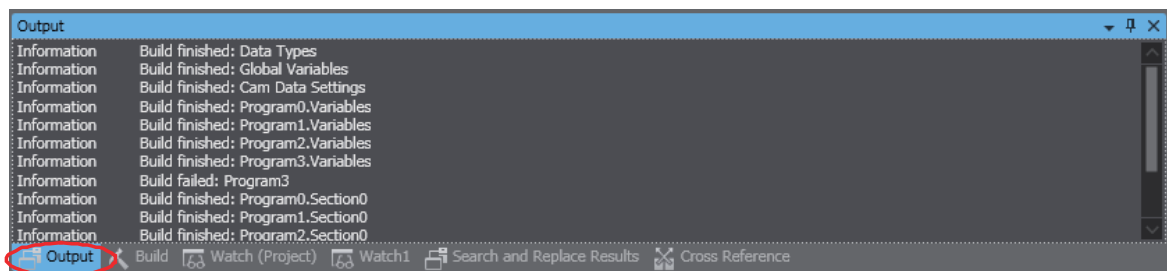 Output
Information Build finished: Data Types
Information Build finished: Global Variables
Information Build finished: Cam Data Settings
Information Build finished: Program0.Variables
Information Build finished: Program1.Variables
Information Build finished: Program2.Variables
Information Build finished: Program3.Variables
Information Build failed: Program3
Information Build finished: Program0.Section0
Information Build finished: Program1.Section0
Information Build finished: Program2.Section0
Output Build Watch (Project) Watch1 Search and Replace Results Cross Reference